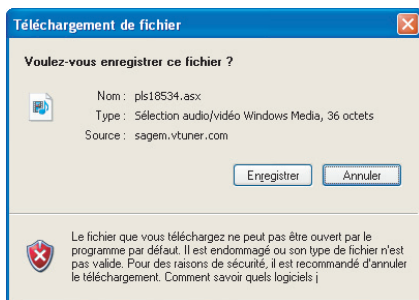 Téléchargement de fichier
Voulez-vous enregistrer ce fichier ?
Nom : pls18534.asx
Type : Sélection audio/vidéo Windows Media, 36 octets
Source : sagem.vtuner.com
Enregistrer Annuler
Le fichier que vous téléchargez ne peut pas être ouvert par le
programme par défaut. Il est endommagé ou son type de fichier n'est
pas valide. Pour des raisons de sécurité, il est recommandé d'annuler
le téléchargement. Comment savoir quels logiciels j